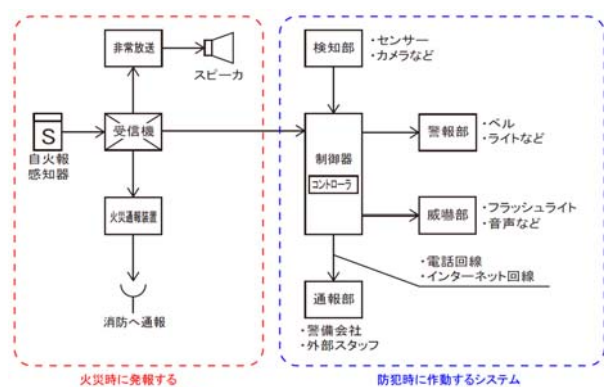 非常放送
スピーカ
S
自火報
感知器
受信機
火災通報装置
消防へ通報
火災時に発報する
検知部
・センサー
・カメラなど
制御器
コントローラ
警報部
・ベル
・ライトなど
威嚇部
・フラッシュライト
・音声など
・電話回線
・インターネット回線
通報部
・警備会社
・外部スタッフ
防犯時に作動するシステム